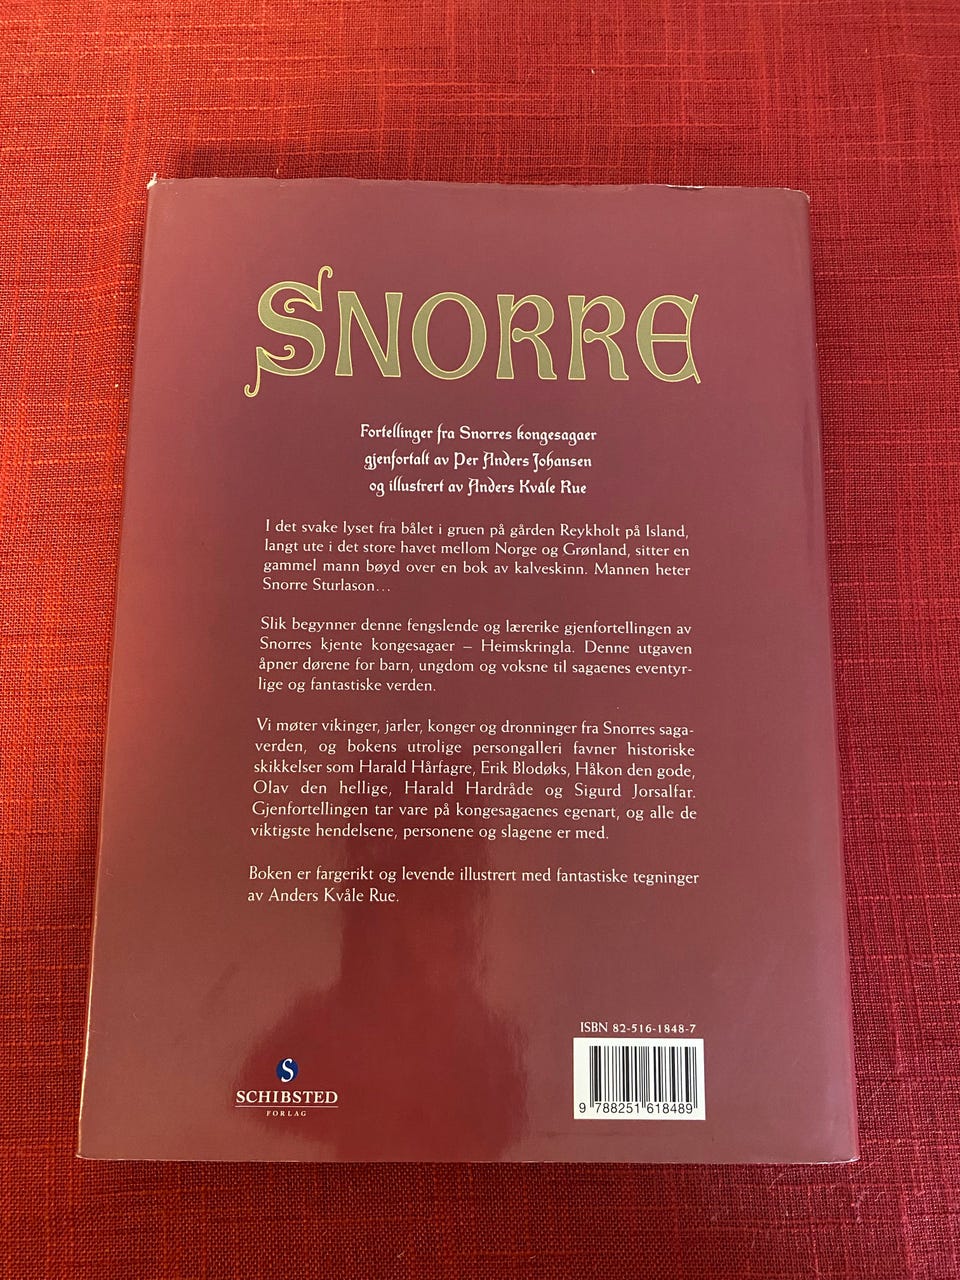 SNORRE
Fortellinger fra Snorres kongesagaer
gjenfortalt av Per Anders Johansen
og illustrert av Anders Kvåle Rue
I det svake lyset fra bålet i gruen på gården Reykholt på Island,
langt ute i det store havet mellom Norge og Grønland, sitter en
gammel mann bøyd over en bok av kalveskinn. Mannen heter
Snorre Sturlason...
Slik begynner denne fengslende og lærerike gjenfortellingen av
Snorres kjente kongesagaer – Heimskringla. Denne utgaven
åpner dørene for barn, ungdom og voksne til sagaenes eventyr-
lige og fantastiske verden.
Vi møter vikinger, jarler, konger og dronninger fra Snorres saga-
verden, og bokens utrolige persongalleri favner historiske
skikkelser som Harald Hårfagre, Erik Blodøks, Håkon den gode,
Olav den hellige, Harald Hardråde og Sigurd Jorsalfar.
Gjenfortellingen tar vare på kongesagaenes egenart, og alle de
viktigste hendelsene, personene og slagene er med.
Boken er fargerikt og levende illustrert med fantastiske tegninger
av Anders Kvåle Rue.
ISBN 82-516-1848-7
9 788251 618489
S
SCHIBSTED
FORLAG